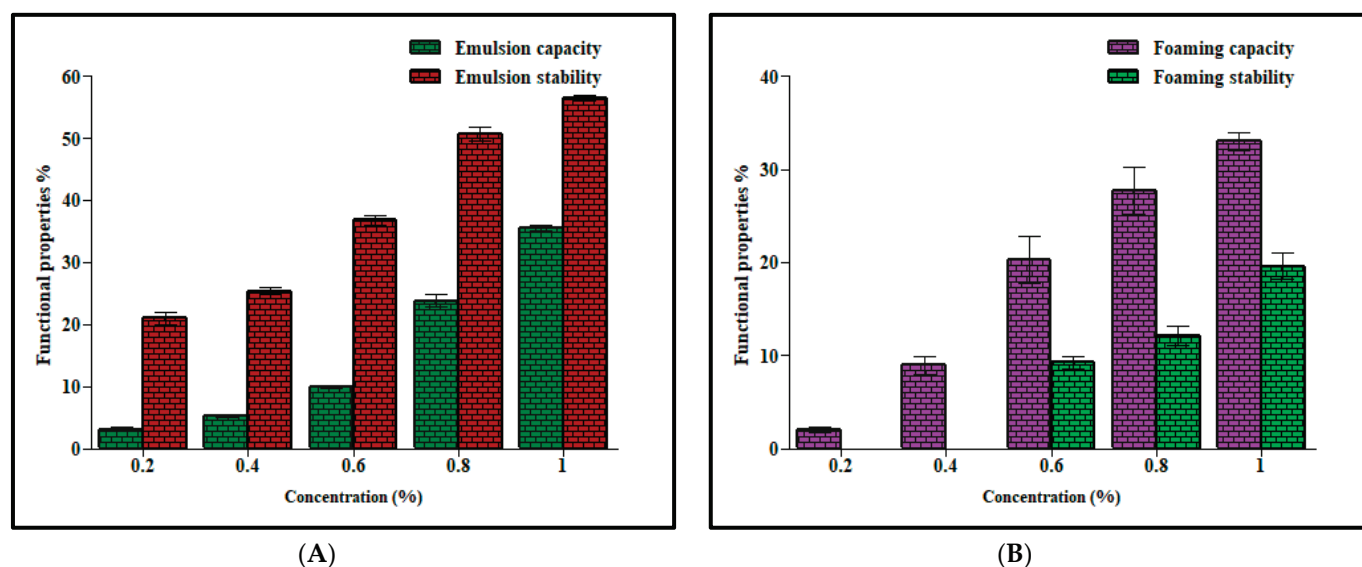 Emulsion capacity
Emulsion stability
60
50
40
30
20
10
0
Functional properties %
0.2 0.4 0.6 0.8 1
Concentration (%)
(A)
Foaming capacity
Foaming stability
40
30
20
10
0
Functional properties %
0.2 0.4 0.6 0.8 1
Concentration (%)
(B)